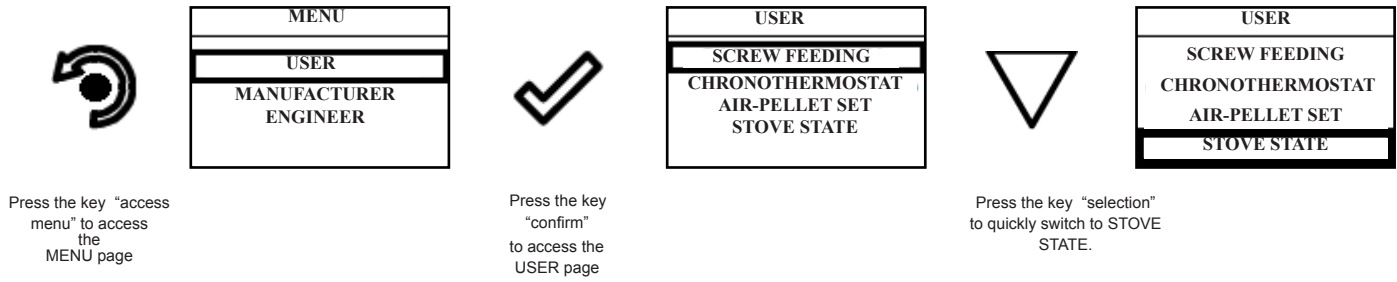 MENU
USER
MANUFACTURER
ENGINEER
USER
SCREW FEEDING
CHRONOTHERMOSTAT
AIR-PELLET SET
STOVE STATE
USER
SCREW FEEDING
CHRONOTHERMOSTAT
AIR-PELLET SET
STOVE STATE
Press the key “access
menu” to access
the
MENU page
Press the key
“confirm”
to access the
USER page
Press the key “selection”
to quickly switch to STOVE
STATE.